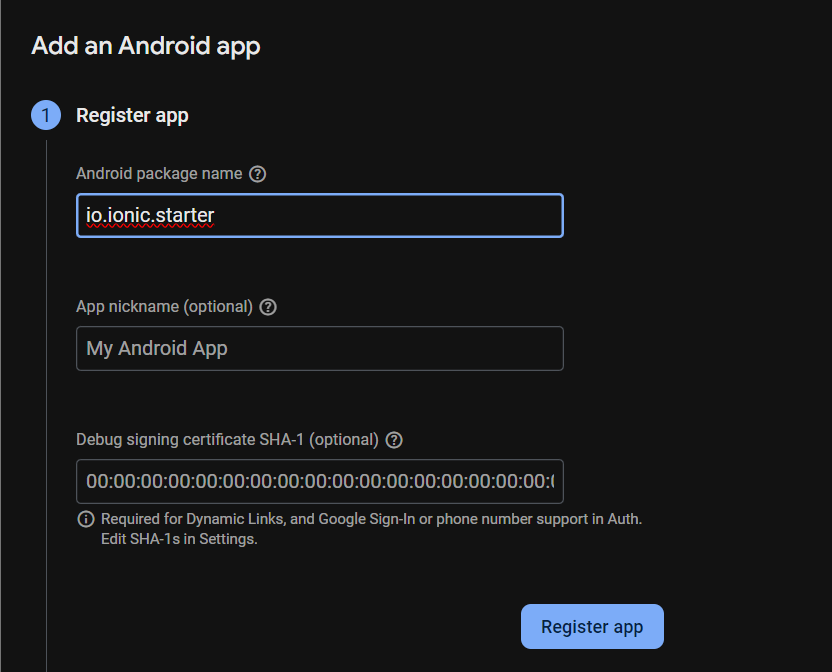 Add an Android app
1 Register app
Android package name ?
io.ionic.starter
App nickname (optional) ?
My Android App
Debug signing certificate SHA-1 (optional) ?
00:00:00:00:00:00:00:00:00:00:00:00:00:00:00:00:00:
Required for Dynamic Links, and Google Sign-In or phone number support in Auth.
Edit SHA-1s in Settings.
Register app